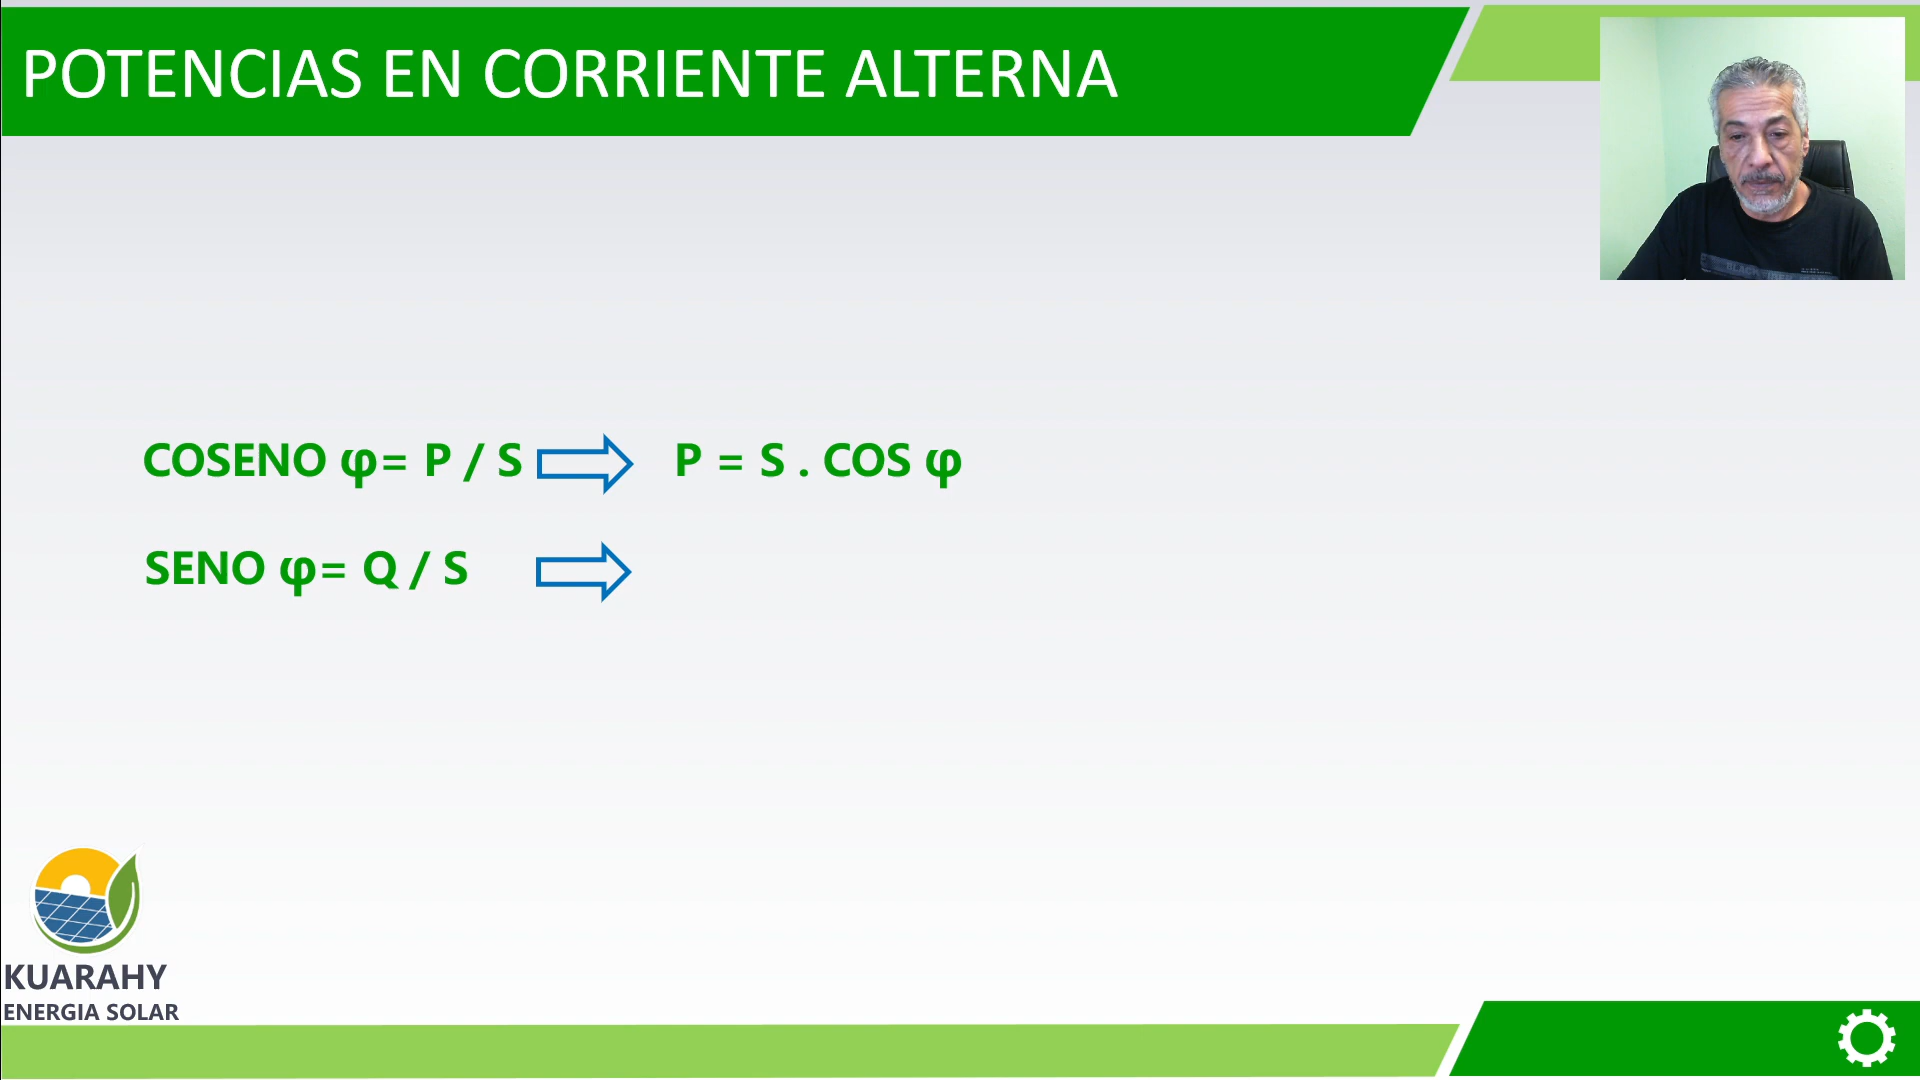 POTENCIAS EN CORRIENTE ALTERNA
COSENO φ= P / S P = S . COS φ
SENO φ= Q / S
KUARAHY
ENERGIA SOLAR